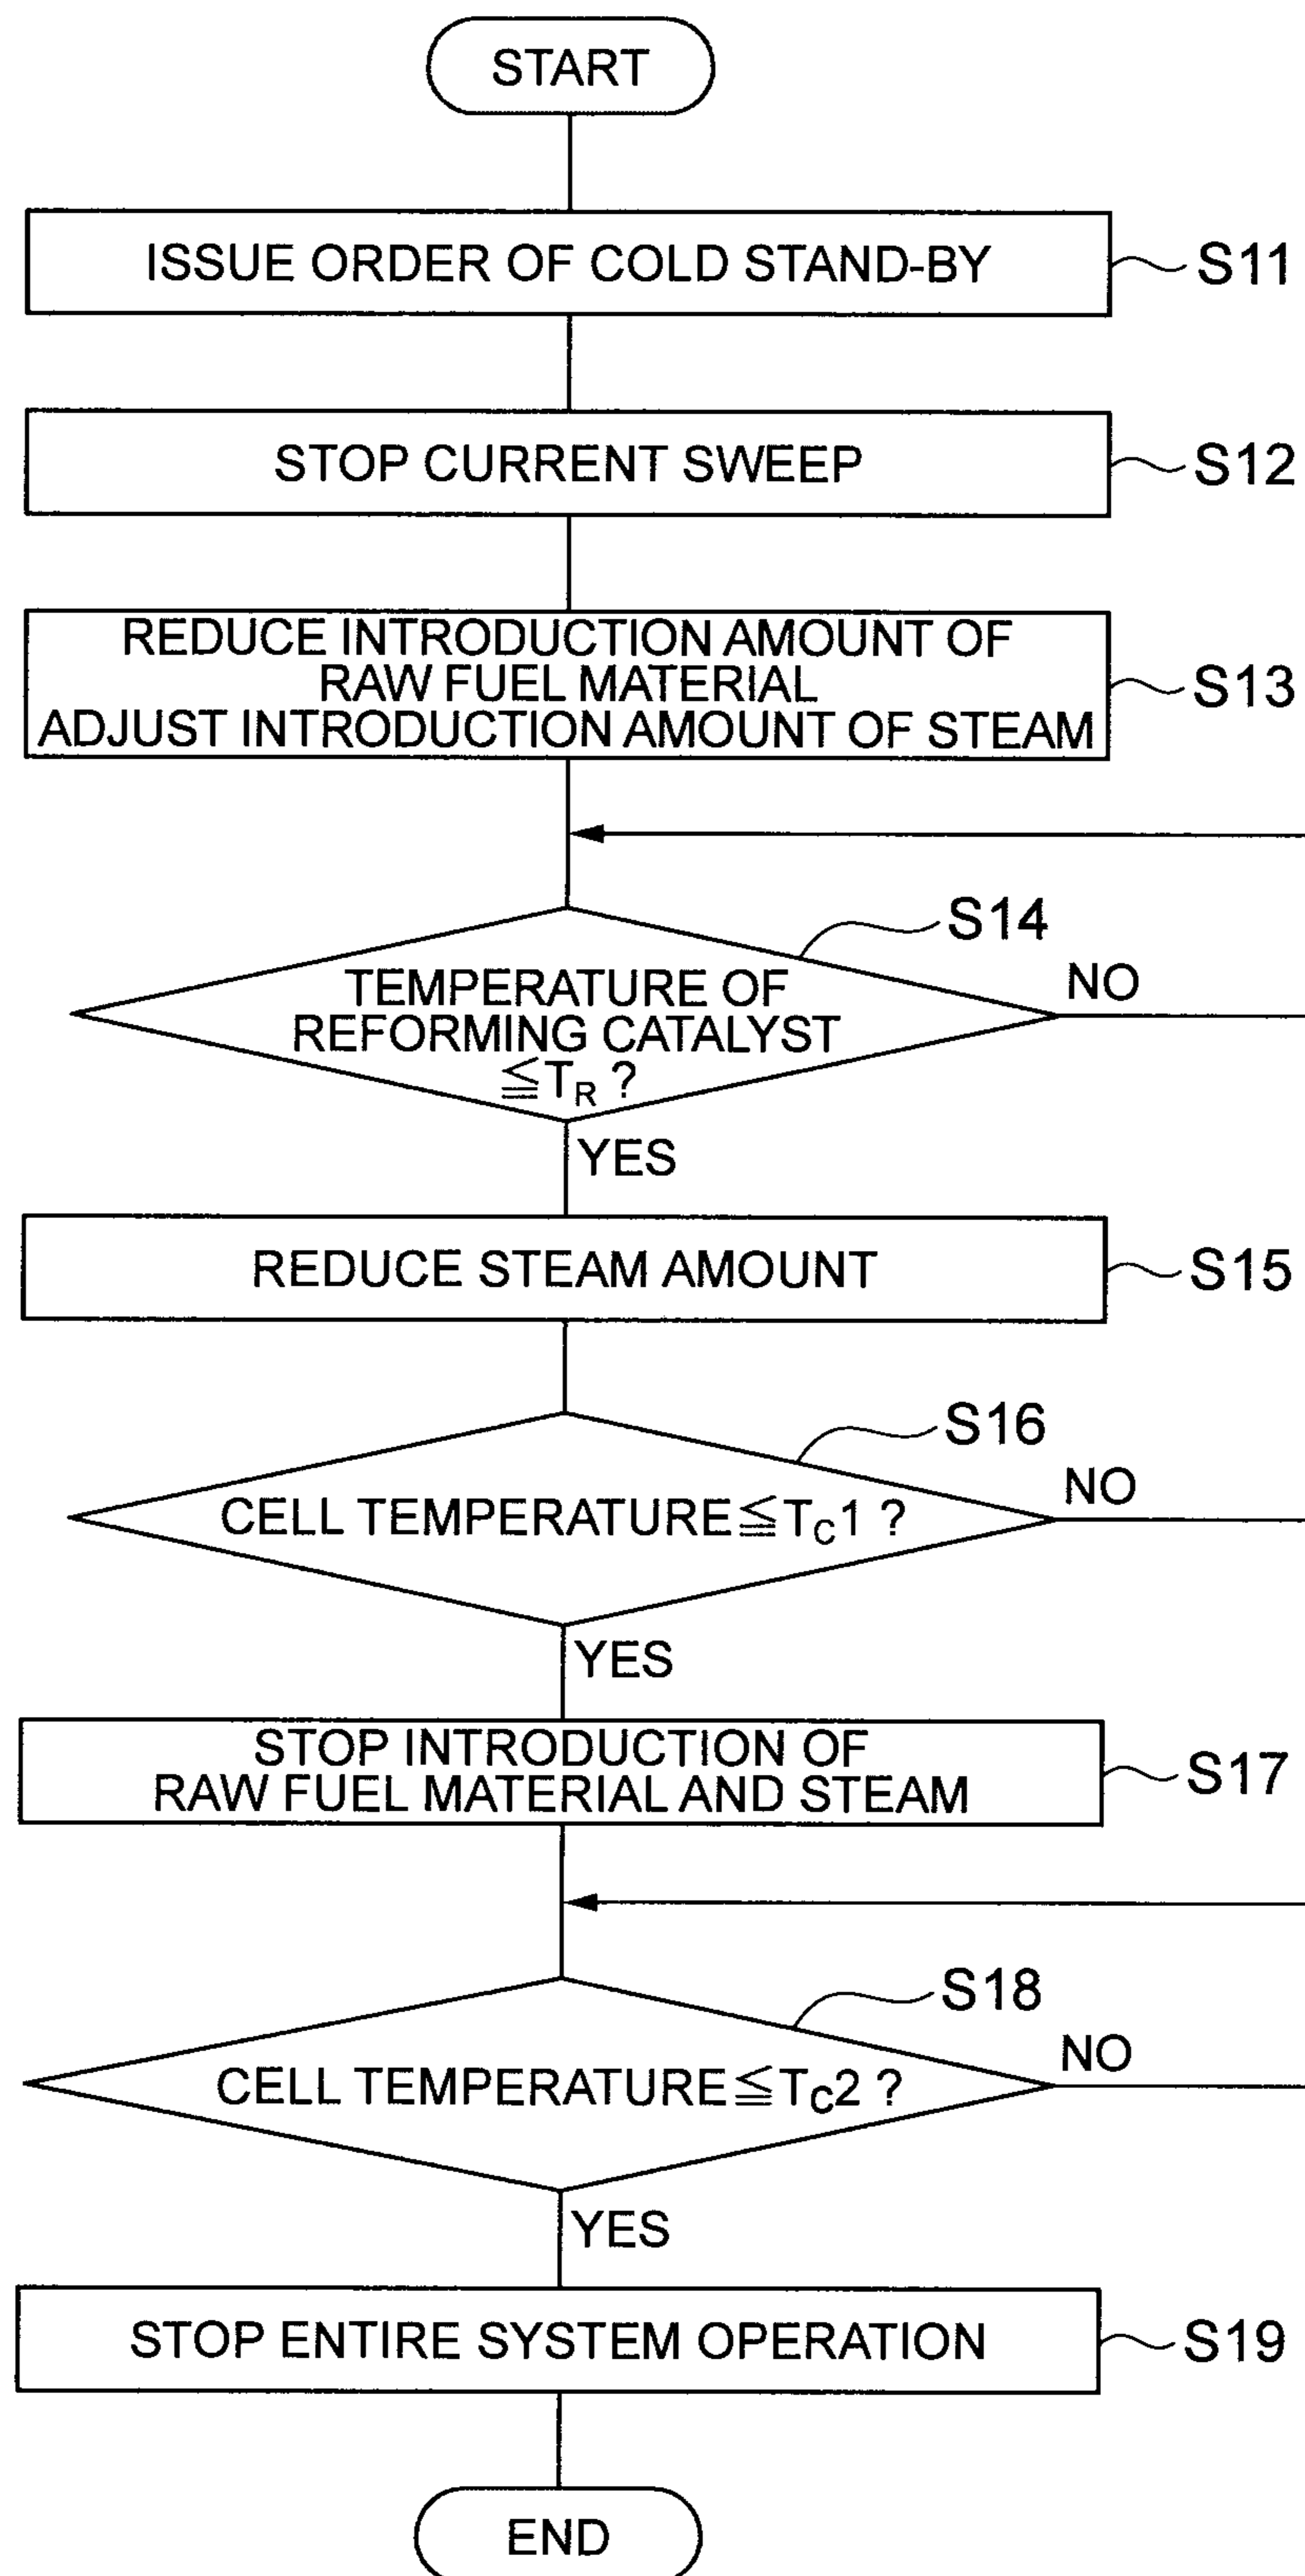 START
ISSUE ORDER OF COLD STAND-BY
S11
STOP CURRENT SWEEP
S12
REDUCE INTRODUCTION AMOUNT OF
RAW FUEL MATERIAL
ADJUST INTRODUCTION AMOUNT OF STEAM
S13
S14
TEMPERATURE OF
REFORMING CATALYST
≦TR ?
NO
YES
REDUCE STEAM AMOUNT
S15
S16
CELL TEMPERATURE≦TC1 ?
NO
YES
STOP INTRODUCTION OF
RAW FUEL MATERIAL AND STEAM
S17
S18
CELL TEMPERATURE≦TC2 ?
NO
YES
STOP ENTIRE SYSTEM OPERATION
S19
END